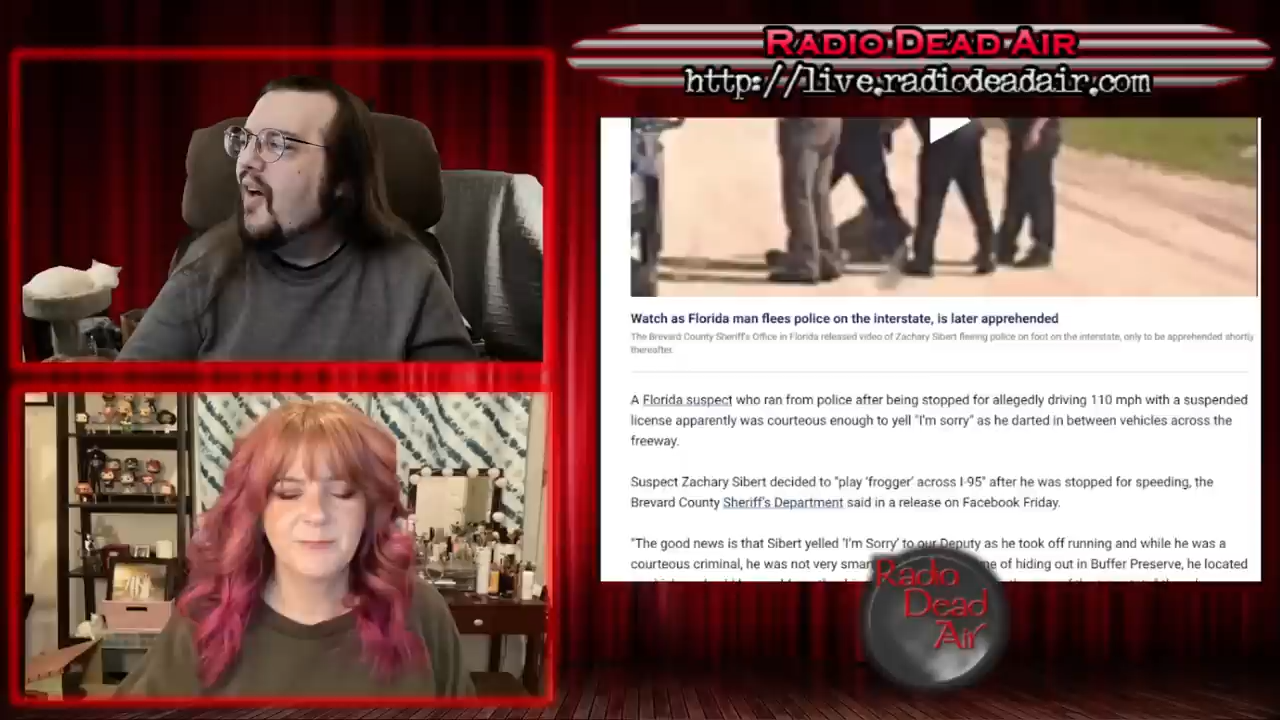 RADIO DEAD AIR
http://live.radiodeadair.com
Watch as Florida man flees police on the interstate, is later apprehended
The Brevard County Sheriff's Office in Florida released video of Zachary Sibert fleeing police on foot on the interstate, only to be apprehended shortly
thereafter.
A Florida suspect who ran from police after being stopped for allegedly driving 110 mph with a suspended
license apparently was courteous enough to yell "I'm sorry" as he darted in between vehicles across the
freeway.
Suspect Zachary Sibert decided to "play 'frogger' across I-95" after he was stopped for speeding, the
Brevard County Sheriff's Department said in a release on Facebook Friday.
"The good news is that Sibert yelled 'I'm Sorry' to our Deputy as he took off running and while he was a
courteous criminal, he was not very smar me of hiding out in Buffer Preserve, he located
Radio
Dead
Air